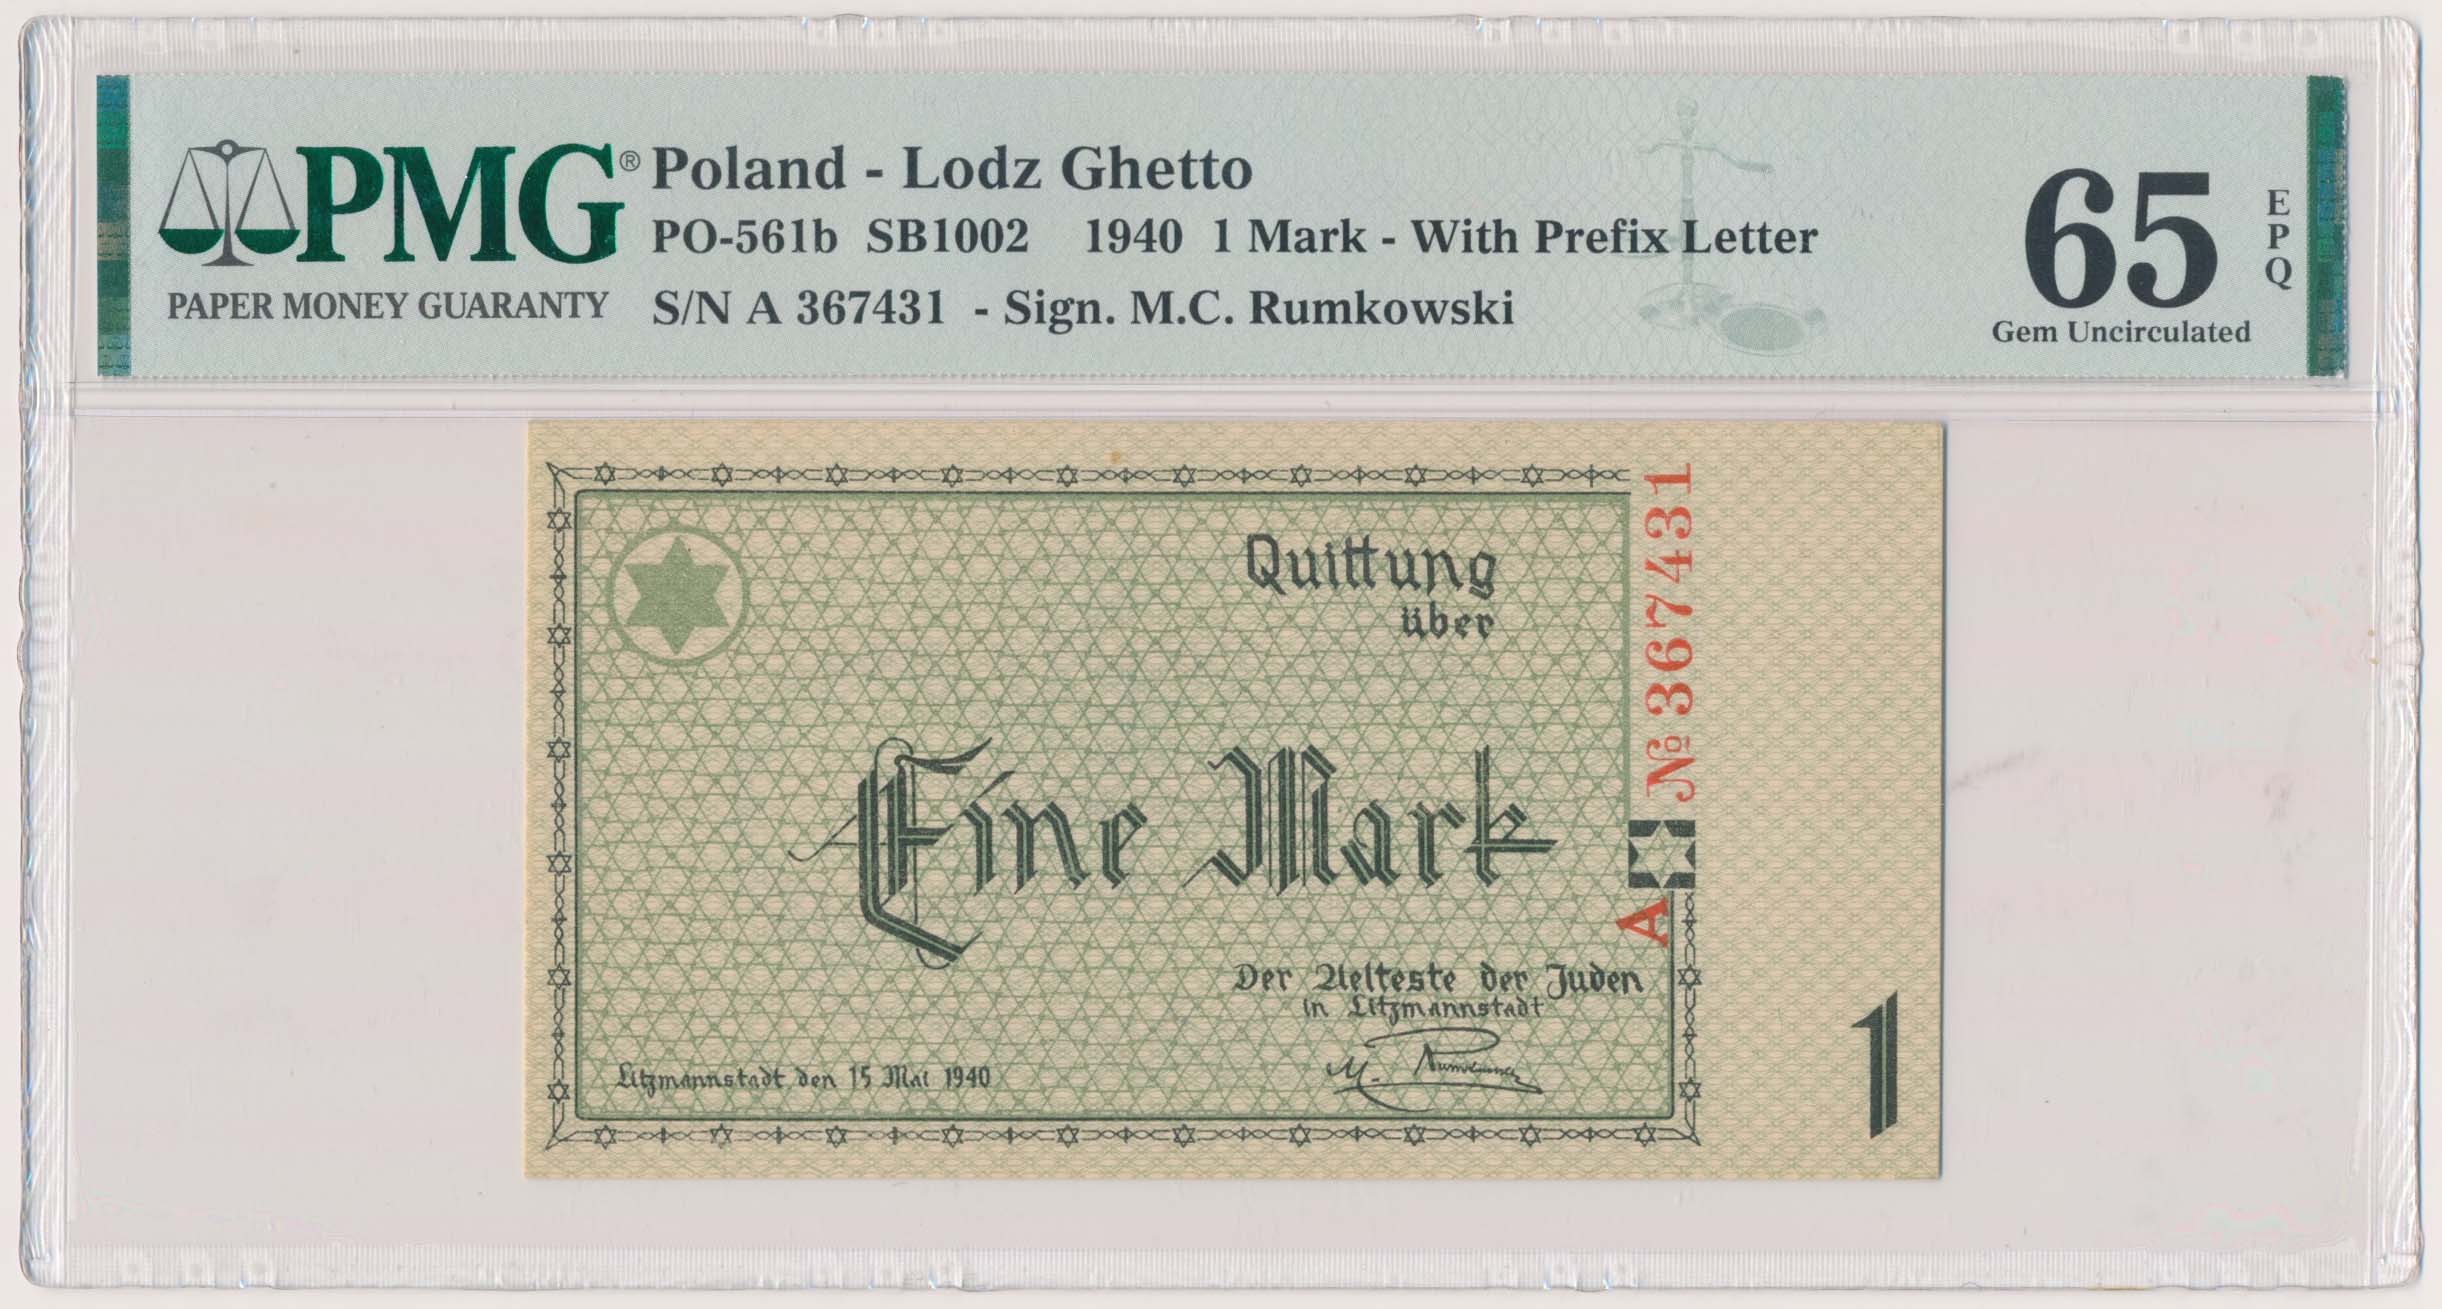 PMG®
PAPER MONEY GUARANTY
Poland - Lodz Ghetto
PO-561b SB1002 1940 1 Mark - With Prefix Letter
S/N A 367431 - Sign. M.C. Rumkowski
65
EPQ
Gem Uncirculated
Quittung
über
Eine Mark
A № 367431
Der Aelteste der Juden
in Litzmannstadt
M. Rumkowski
Litzmannstadt den 15 Mai 1940
1